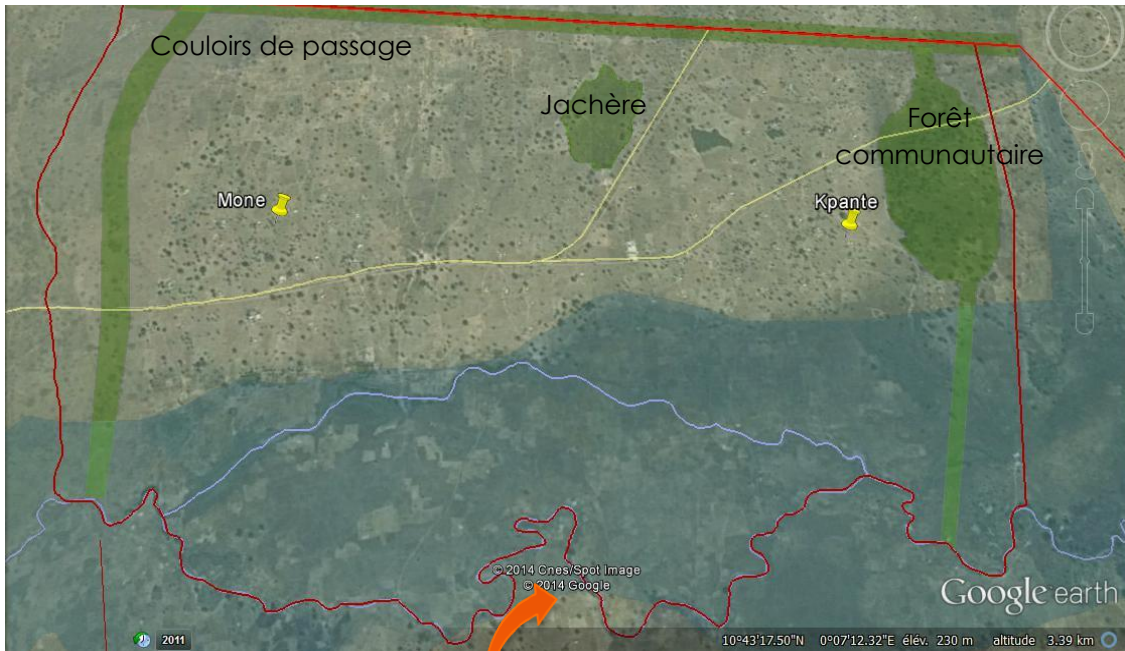 Couloirs de passage
Jachère
Forêt
communautaire
Mone
Kpante
© 2014 Cnes/Spot Image
© 2014 Google
Google earth
2011
10°43'17.50"N 0°07'12.32"E élév. 230 m altitude 3.39 km